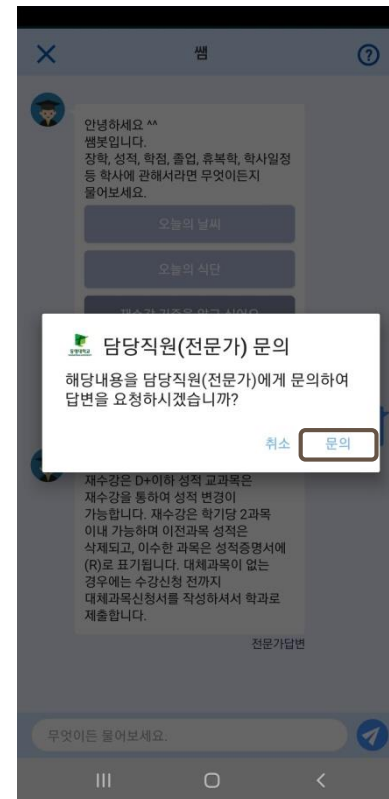 쌤
안녕하세요 ^^
쌤봇입니다.
장학, 성적, 학점, 졸업, 휴복학, 학사일정
등 학사에 관해서라면 무엇이든지
물어보세요.
오늘의 날씨
오늘의 식단
재수강 기준을 알고 싶어요
담당직원(전문가) 문의
해당내용을 담당직원(전문가)에게 문의하여
답변을 요청하시겠습니까?
취소
문의
재수강은 D+이하 성적 교과목은
재수강을 통하여 성적 변경이
가능합니다. 재수강은 학기당 2과목
이내 가능하며 이전과목 성적은
삭제되고, 이수한 과목은 성적증명서에
(R)로 표기됩니다. 대체과목이 없는
경우에는 수강신청 전까지
대체과목신청서를 작성하셔서 학과로
제출합니다.
전문가답변
무엇이든 물어보세요.